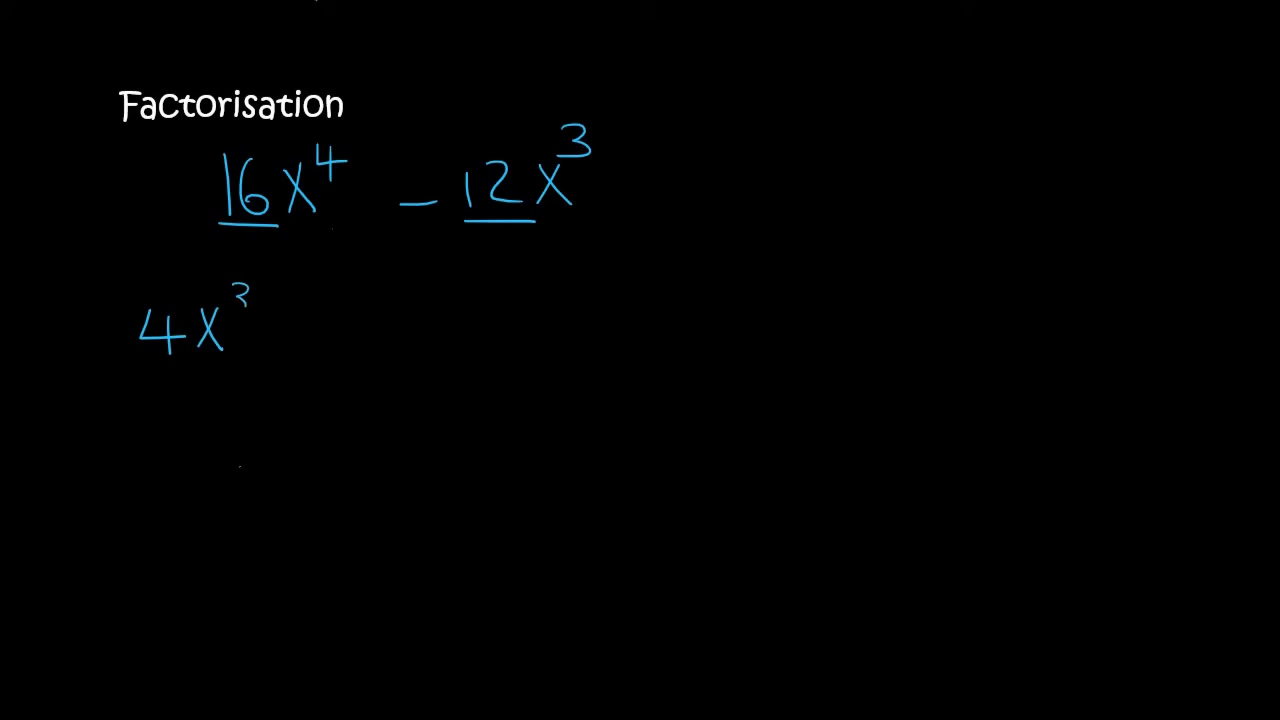 Factorisation
16x⁴ - 12x³
4x³